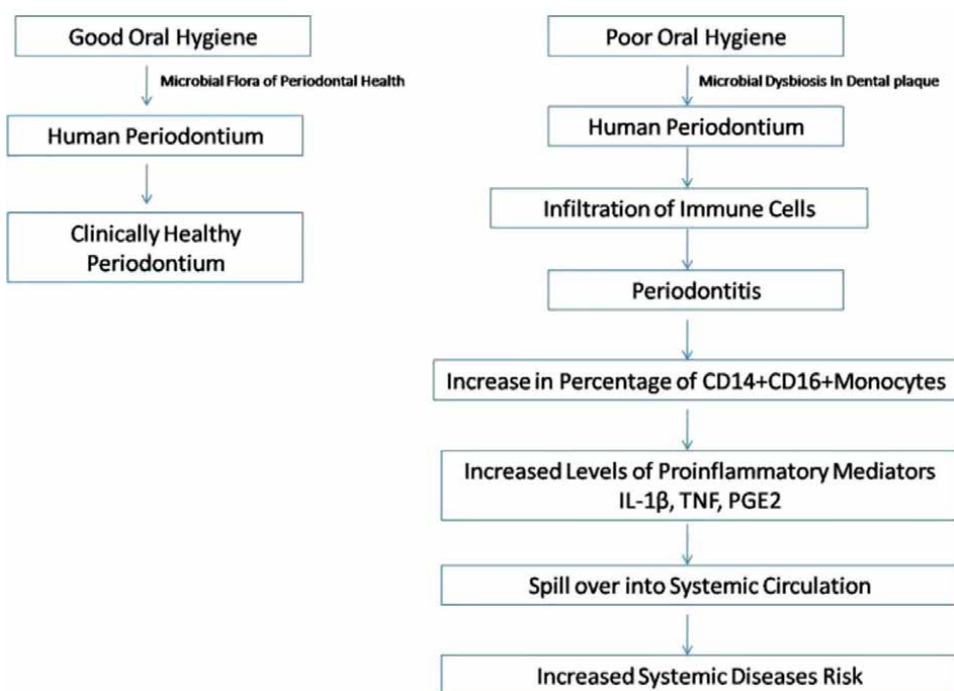 Good Oral Hygiene
Microbial Flora of Periodontal Health
Human Periodontium
Clinically Healthy
Periodontium
Poor Oral Hygiene
Microbial Dysbiosis In Dental plaque
Human Periodontium
Infiltration of Immune Cells
Periodontitis
Increase in Percentage of CD14+CD16+Monocytes
Increased Levels of Proinflammatory Mediators
IL-1β, TNF, PGE2
Spill over into Systemic Circulation
Increased Systemic Diseases Risk